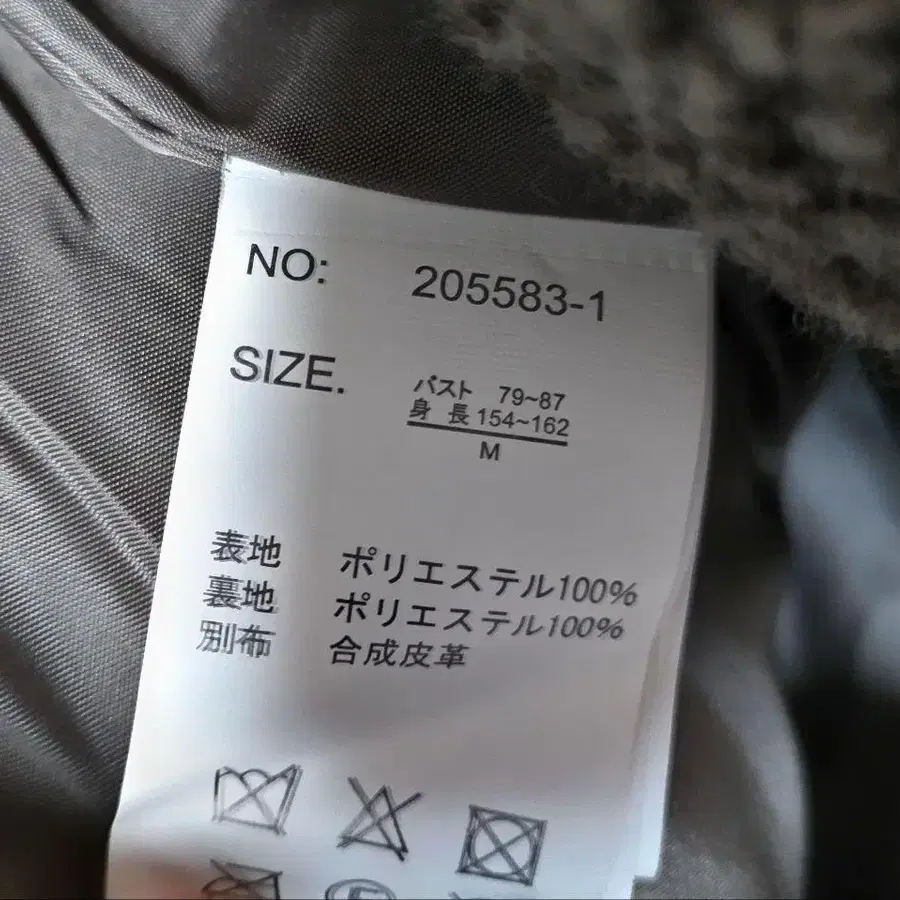 NO: 205583-1
SIZE. バスト 79~87
身長 154~162
M
表地 ポリエステル100%
裏地 ポリエステル100%
別布 合成皮革